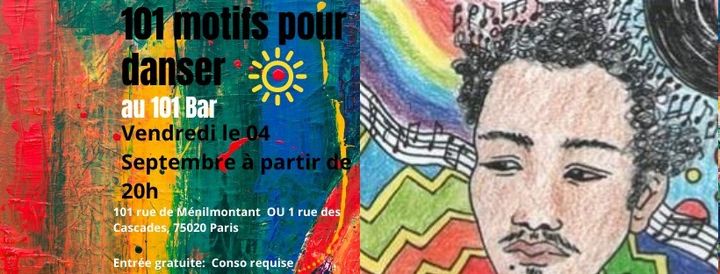 101 motifs pour
danser
au 101 Bar
Vendredi le 04
Septembre à partir de
20h
101 rue de Ménilmontant OU 1 rue des
Cascades, 75020 Paris
Entrée gratuite: Conso requise